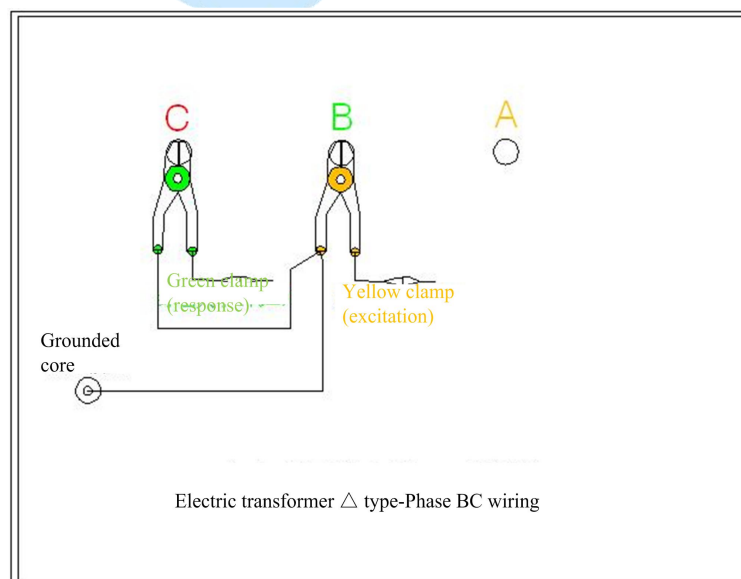 C B A
Green clamp
(response)
Yellow clamp
(excitation)
Grounded
core
Electric transformer △ type-Phase BC wiring